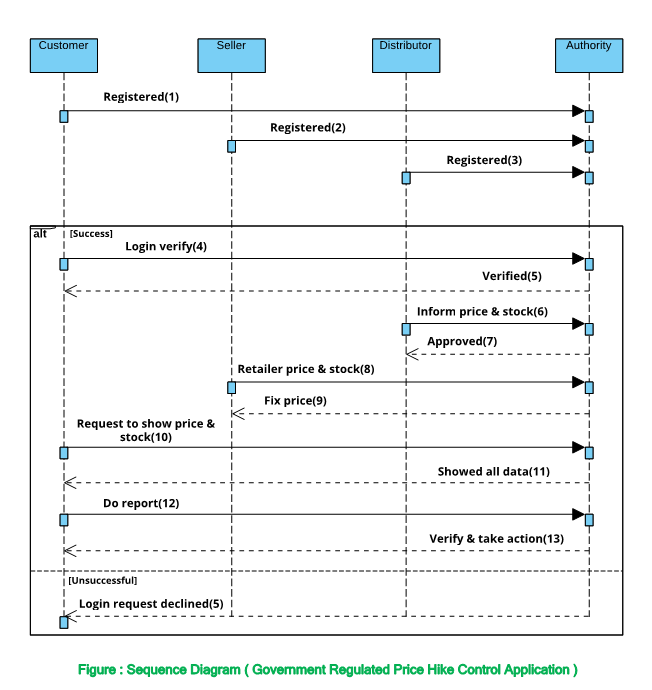 Customer
Seller
Distributor
Authority
Registered(1)
Registered(2)
Registered(3)
alt
[Success]
Login verify(4)
Verified(5)
Inform price & stock(6)
Approved(7)
Retailer price & stock(8)
Fix price(9)
Request to show price &
stock(10)
Showed all data(11)
Do report(12)
Verify & take action(13)
[Unsuccessful]
Login request declined(5)
Figure : Sequence Diagram ( Government Regulated Price Hike Control Application )